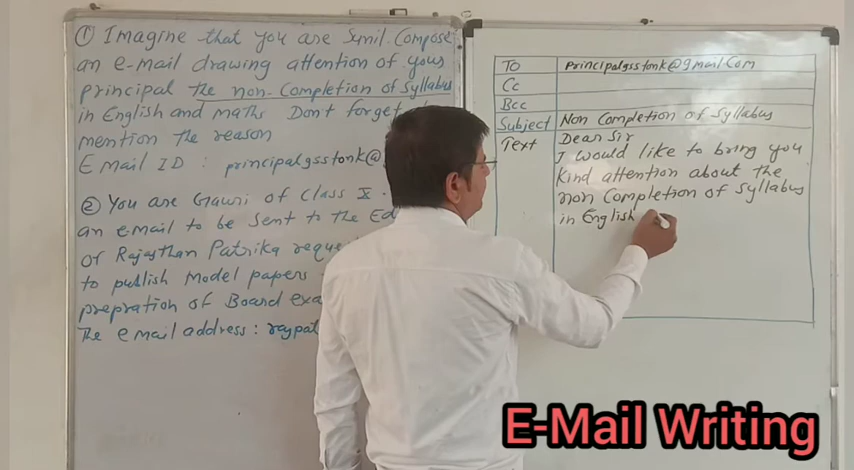 ① Imagine that you are Sunil. Compose
an e-mail drawing attention of your
principal the non-Completion of Syllabus
in English and maths Don't forget
mention the reason
E mail ID : principalgsstonk@
② You are Gauri of Class X.
an email to be sent to the Ed
of Rajasthan Patrika reque
to publish Model papers
prepration of Board exa
The e mail address : rajpat
To principalgsstonk@gmail.com
Cc
Bcc
Subject Non Completion of Syllabus
Text Dear Sir
I would like to bring you
kind attention about the
non Completion of Syllabus
in English
E-Mail Writing